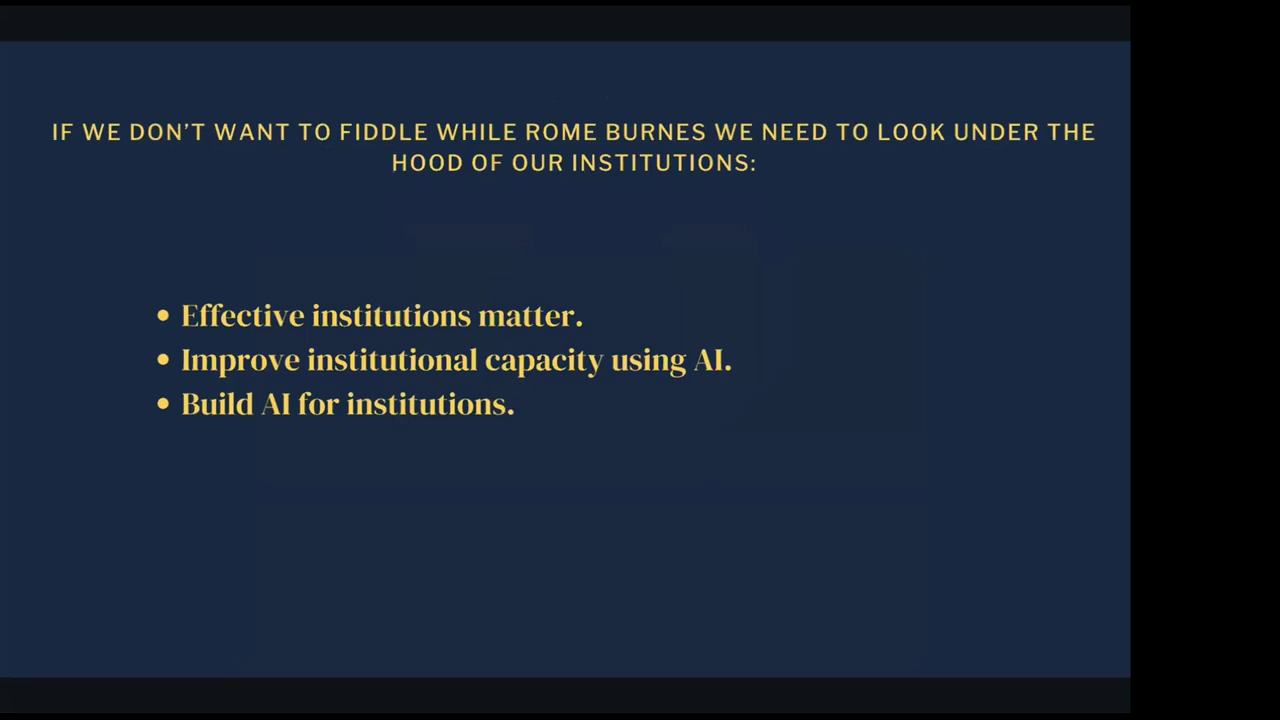 IF WE DON'T WANT TO FIDDLE WHILE ROME BURNES WE NEED TO LOOK UNDER THE
HOOD OF OUR INSTITUTIONS:
• Effective institutions matter.
• Improve institutional capacity using AI.
• Build AI for institutions.